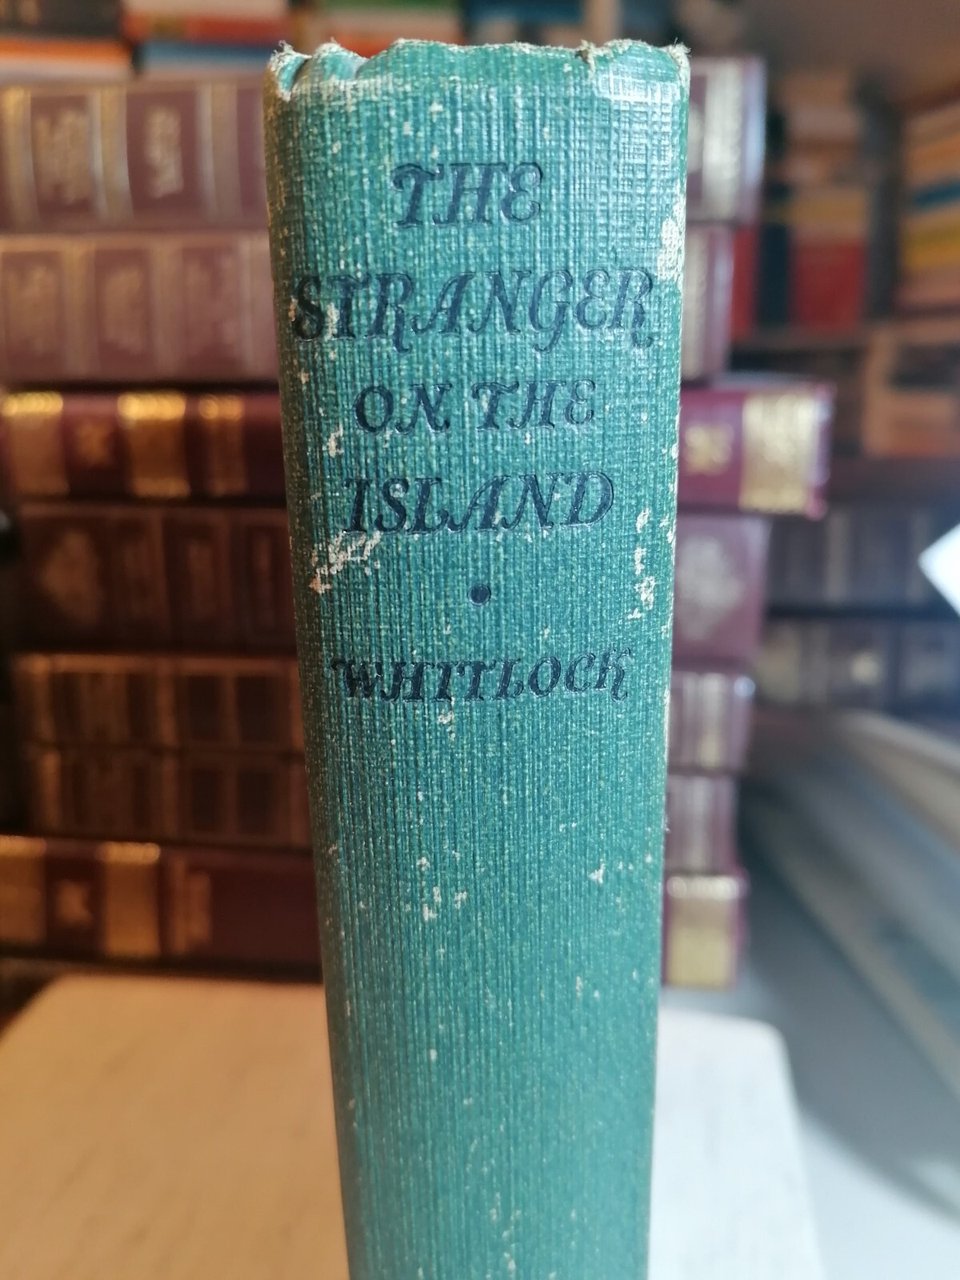 THE
STRANGER
ON THE
ISLAND
•
WHITLOCK